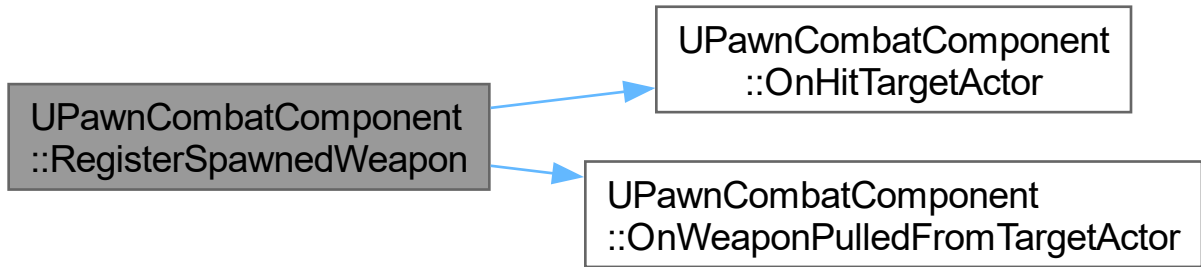 UPawnCombatComponent
::RegisterSpawnedWeapon
UPawnCombatComponent
::OnHitTargetActor
UPawnCombatComponent
::OnWeaponPulledFromTargetActor